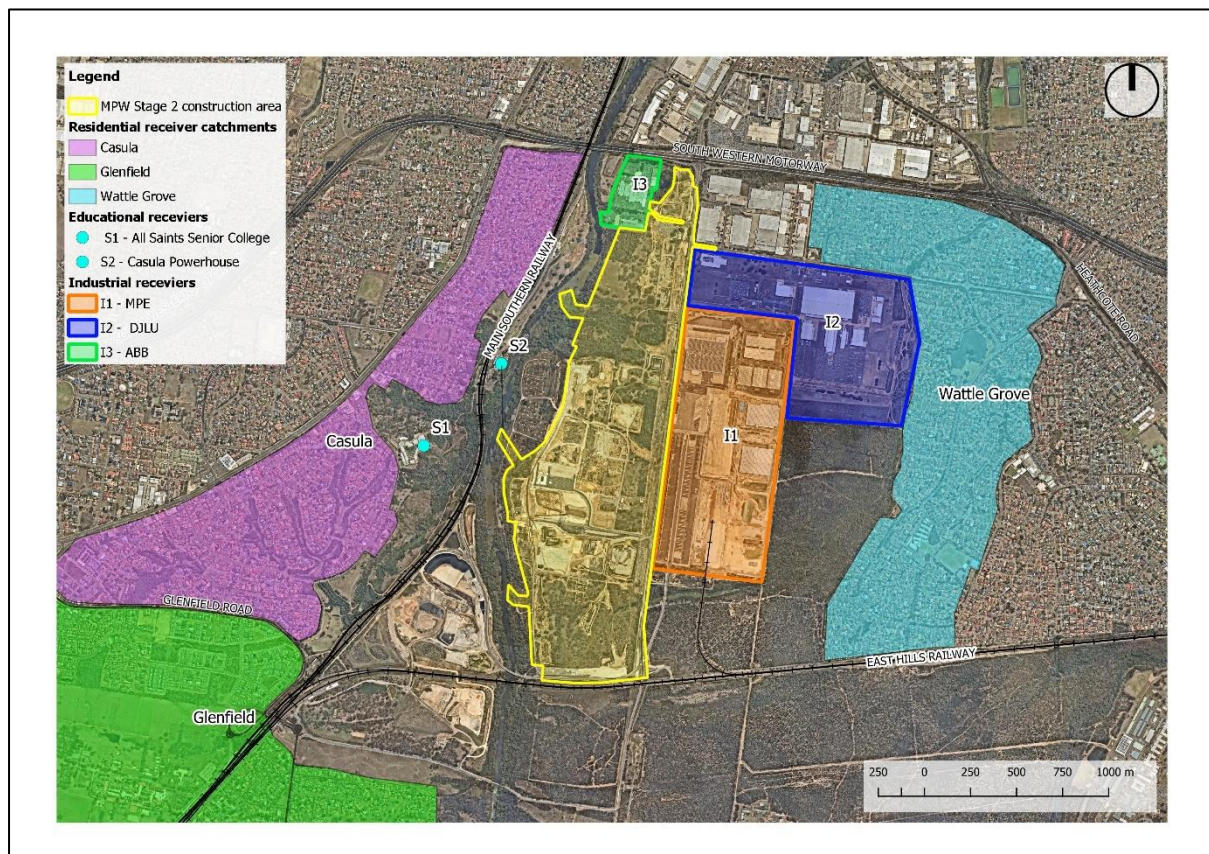 Legend
MPW Stage 2 construction area
Residential receiver catchments
Casula
Glenfield
Wattle Grove
Educational receviers
S1 - All Saints Senior College
S2 - Casula Powerhouse
Industrial receviers
I1 - MPE
I2 - DJLU
I3 - ABB
SOUTH WESTERN MOTORWAY
I3
MAIN SOUTHERN RAILWAY
HEATHCOTE ROAD
S2
I2
Wattle Grove
S1
Casula
I1
GLENFIELD ROAD
EAST HILLS RAILWAY
Glenfield
250 0 250 500 750 1000 m